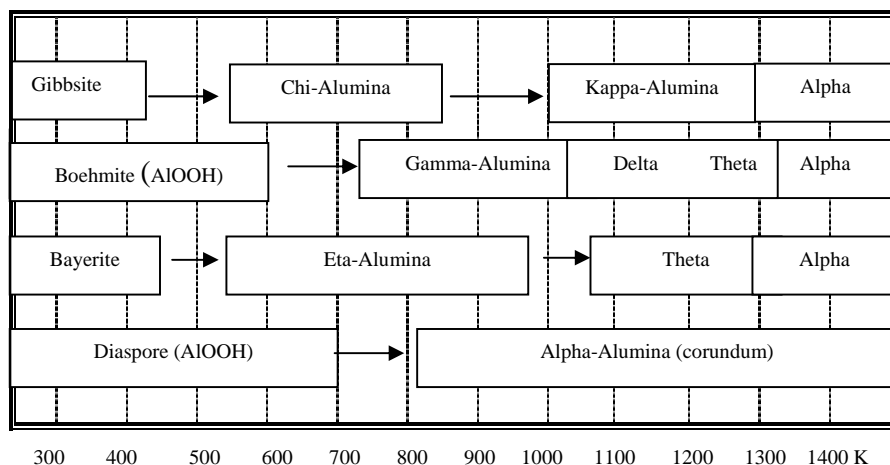 Gibbsite Chi-Alumina Kappa-Alumina Alpha
Boehmite (AlOOH) Gamma-Alumina Delta Theta Alpha
Bayerite Eta-Alumina Theta Alpha
Diaspore (AlOOH) Alpha-Alumina (corundum)
300 400 500 600 700 800 900 1000 1100 1200 1300 1400 K